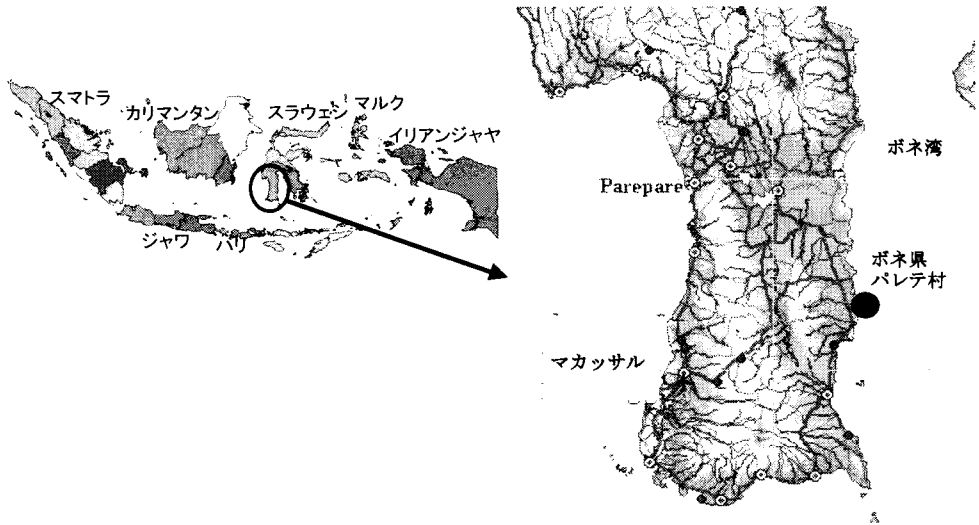 スマトラ
カリマンタン
スラウェシ
マルク
イリアンジャヤ
ジャワ
バリ
ボネ湾
Parepare
ボネ県
パレテ村
マカッサル